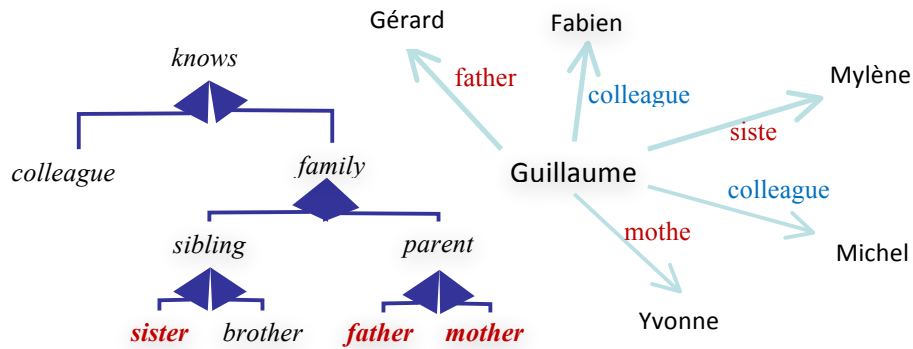 knows
colleague
family
sibling
parent
sister
brother
father
mother
Gérard
Fabien
father
colleague
Mylène
siste
Guillaume
colleague
mothe
Michel
Yvonne